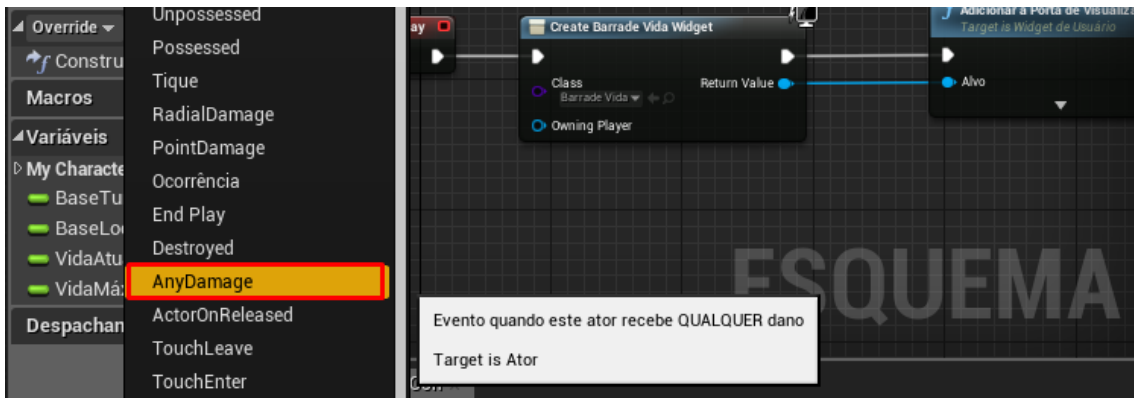 Override
Constru
Macros
Variáveis
My Characte
BaseTu
BaseLo
VidaAtu
VidaMá
Despachan
Unpossessed
Possessed
Tique
RadialDamage
PointDamage
Ocorrência
End Play
Destroyed
AnyDamage
ActorOnReleased
TouchLeave
TouchEnter
ay
Create Barrade Vida Widget
Class
Barrade Vida
Return Value
Owning Player
Adicionar a Porta de Visualiza
Target is Widget de Usuário
Alvo
ESQUEMA
Evento quando este ator recebe QUALQUER dano
Target is Ator